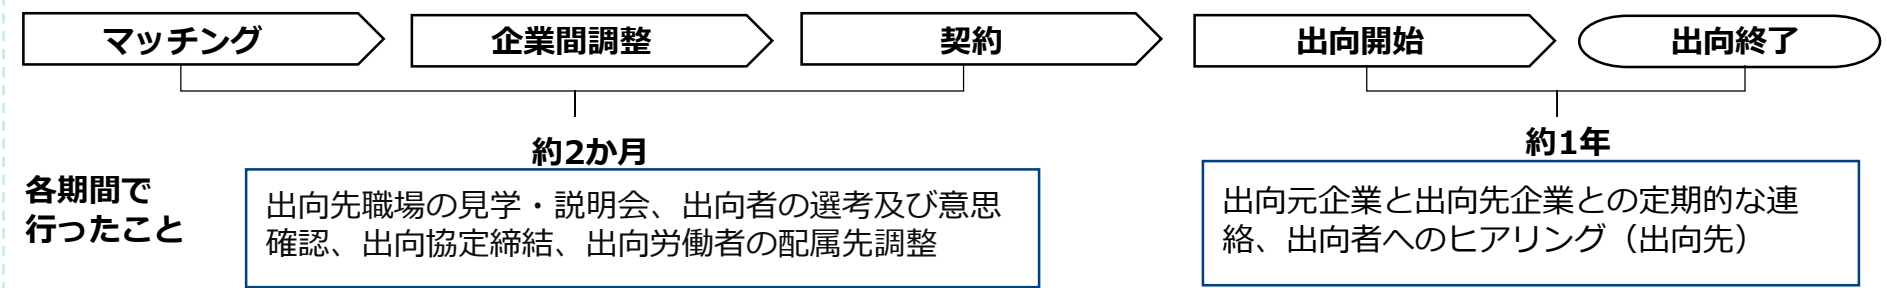 マッチング
企業間調整
契約
出向開始
出向終了
約2か月
約1年
各期間で
行ったこと
出向先職場の見学・説明会、出向者の選考及び意思
確認、出向協定締結、出向労働者の配属先調整
出向元企業と出向先企業との定期的な連
絡、出向者へのヒアリング（出向先）